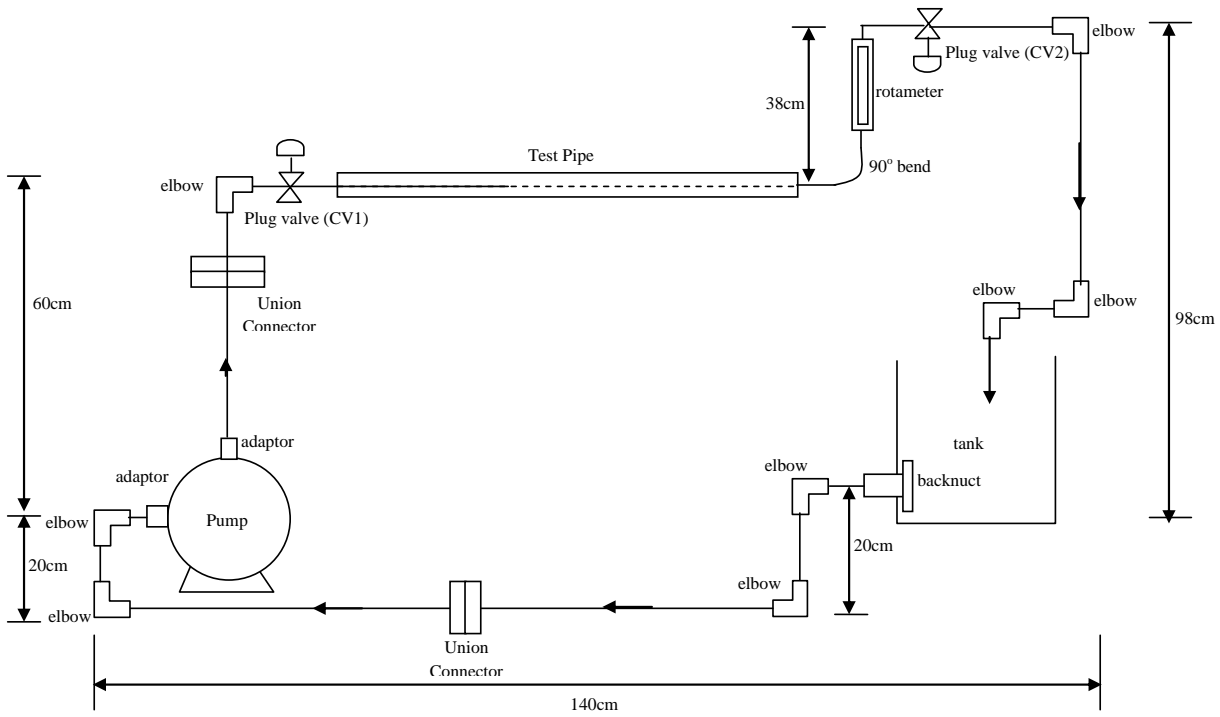 elbow
Plug valve (CV2)
38cm
rotameter
Test Pipe
elbow
90° bend
Plug valve (CV1)
60cm
Union
Connector
elbow
elbow
98cm
adaptor
adaptor
tank
elbow
backnuct
elbow
Pump
20cm
20cm
elbow
elbow
Union
Connector
140cm